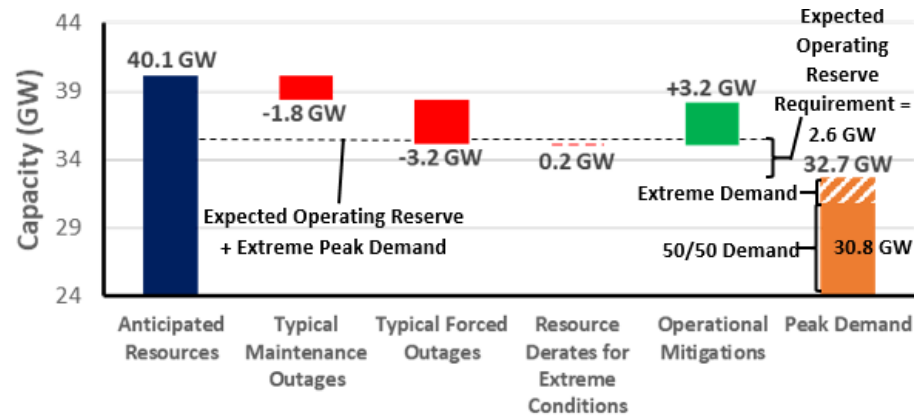 44
39
34
29
24
Capacity (GW)
40.1 GW
-1.8 GW
-3.2 GW
0.2 GW
+3.2 GW
Expected
Operating
Reserve
Requirement =
2.6 GW
32.7 GW
Extreme Demand
50/50 Demand
30.8 GW
Expected Operating Reserve
+ Extreme Peak Demand
Anticipated
Resources
Typical
Maintenance
Outages
Typical Forced
Outages
Resource
Derates for
Extreme
Conditions
Operational
Mitigations
Peak Demand